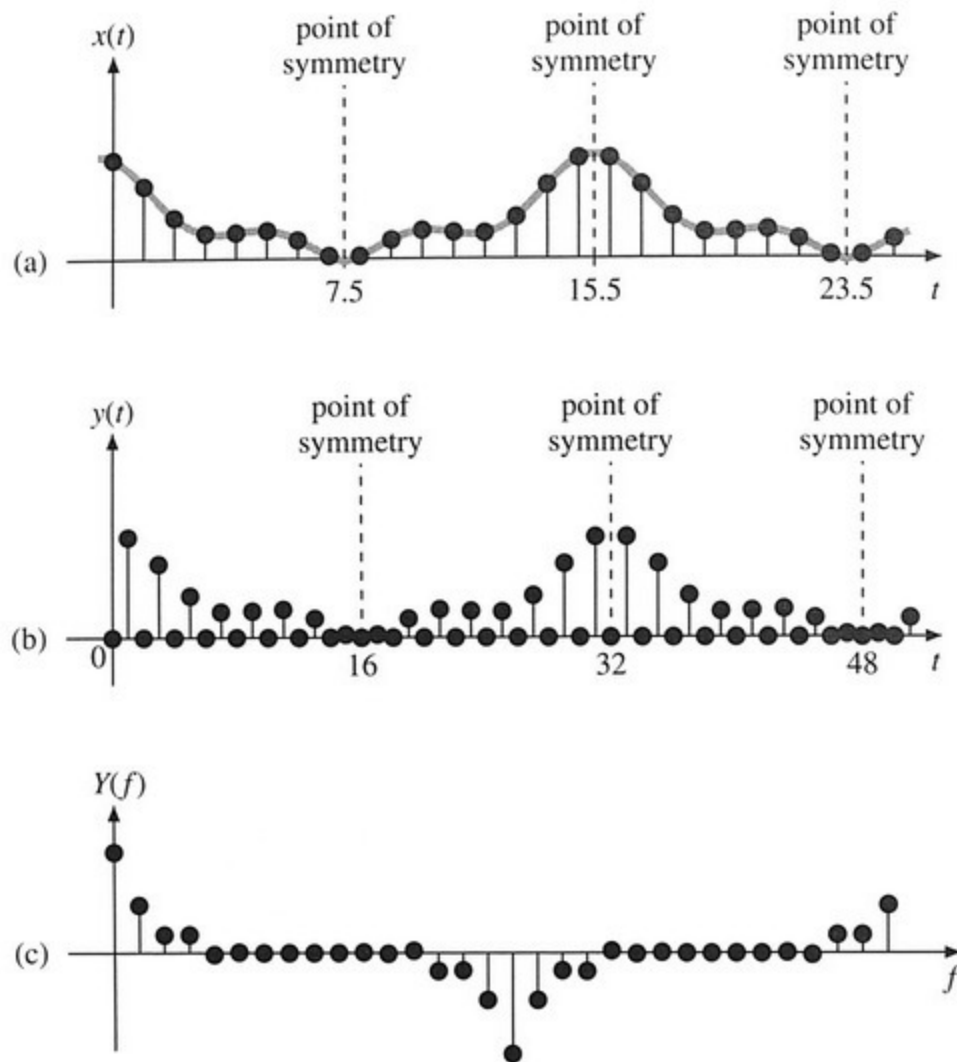 x(t)
point of symmetry
point of symmetry
point of symmetry
(a)
7.5
15.5
23.5
t
y(t)
point of symmetry
point of symmetry
point of symmetry
(b)
0
16
32
48
t
Y(f)
(c)
f